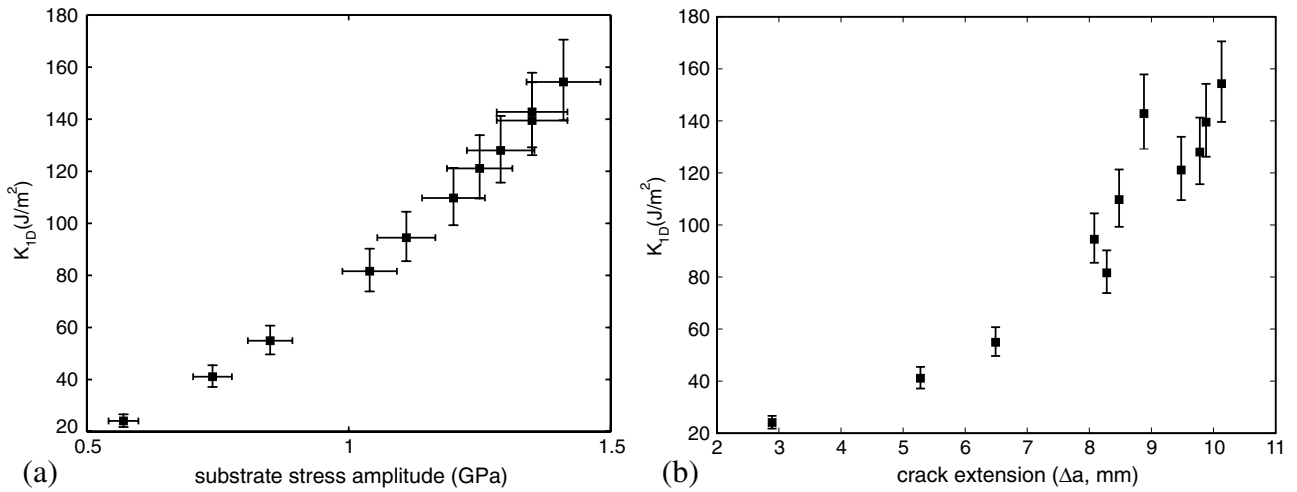 180
160
140
120
100
80
60
40
20
K1D(J/m²)
0.5 1 1.5
substrate stress amplitude (GPa)
(a)
180
160
140
120
100
80
60
40
20
K1D(J/m²)
2 3 4 5 6 7 8 9 10 11
crack extension (Δa, mm)
(b)